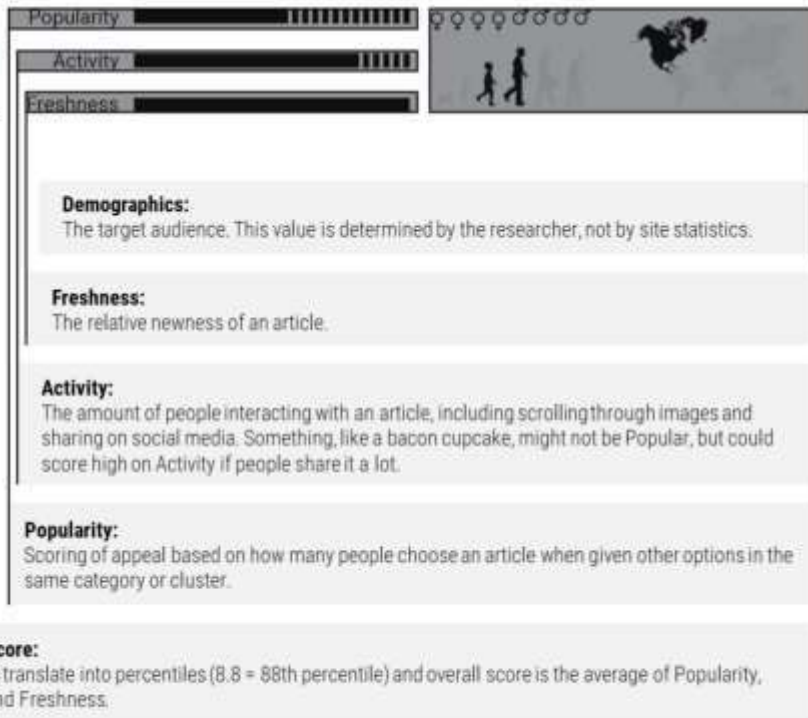 Popularity
Activity
Freshness
Demographics:
The target audience. This value is determined by the researcher, not by site statistics.
Freshness:
The relative newness of an article.
Activity:
The amount of people interacting with an article, including scrolling through images and
sharing on social media. Something, like a bacon cupcake, might not be Popular, but could
score high on Activity if people share it a lot.
Popularity:
Scoring of appeal based on how many people choose an article when given other options in the
same category or cluster.
core:
translate into percentiles (8.8 = 88th percentile) and overall score is the average of Popularity,
nd Freshness.